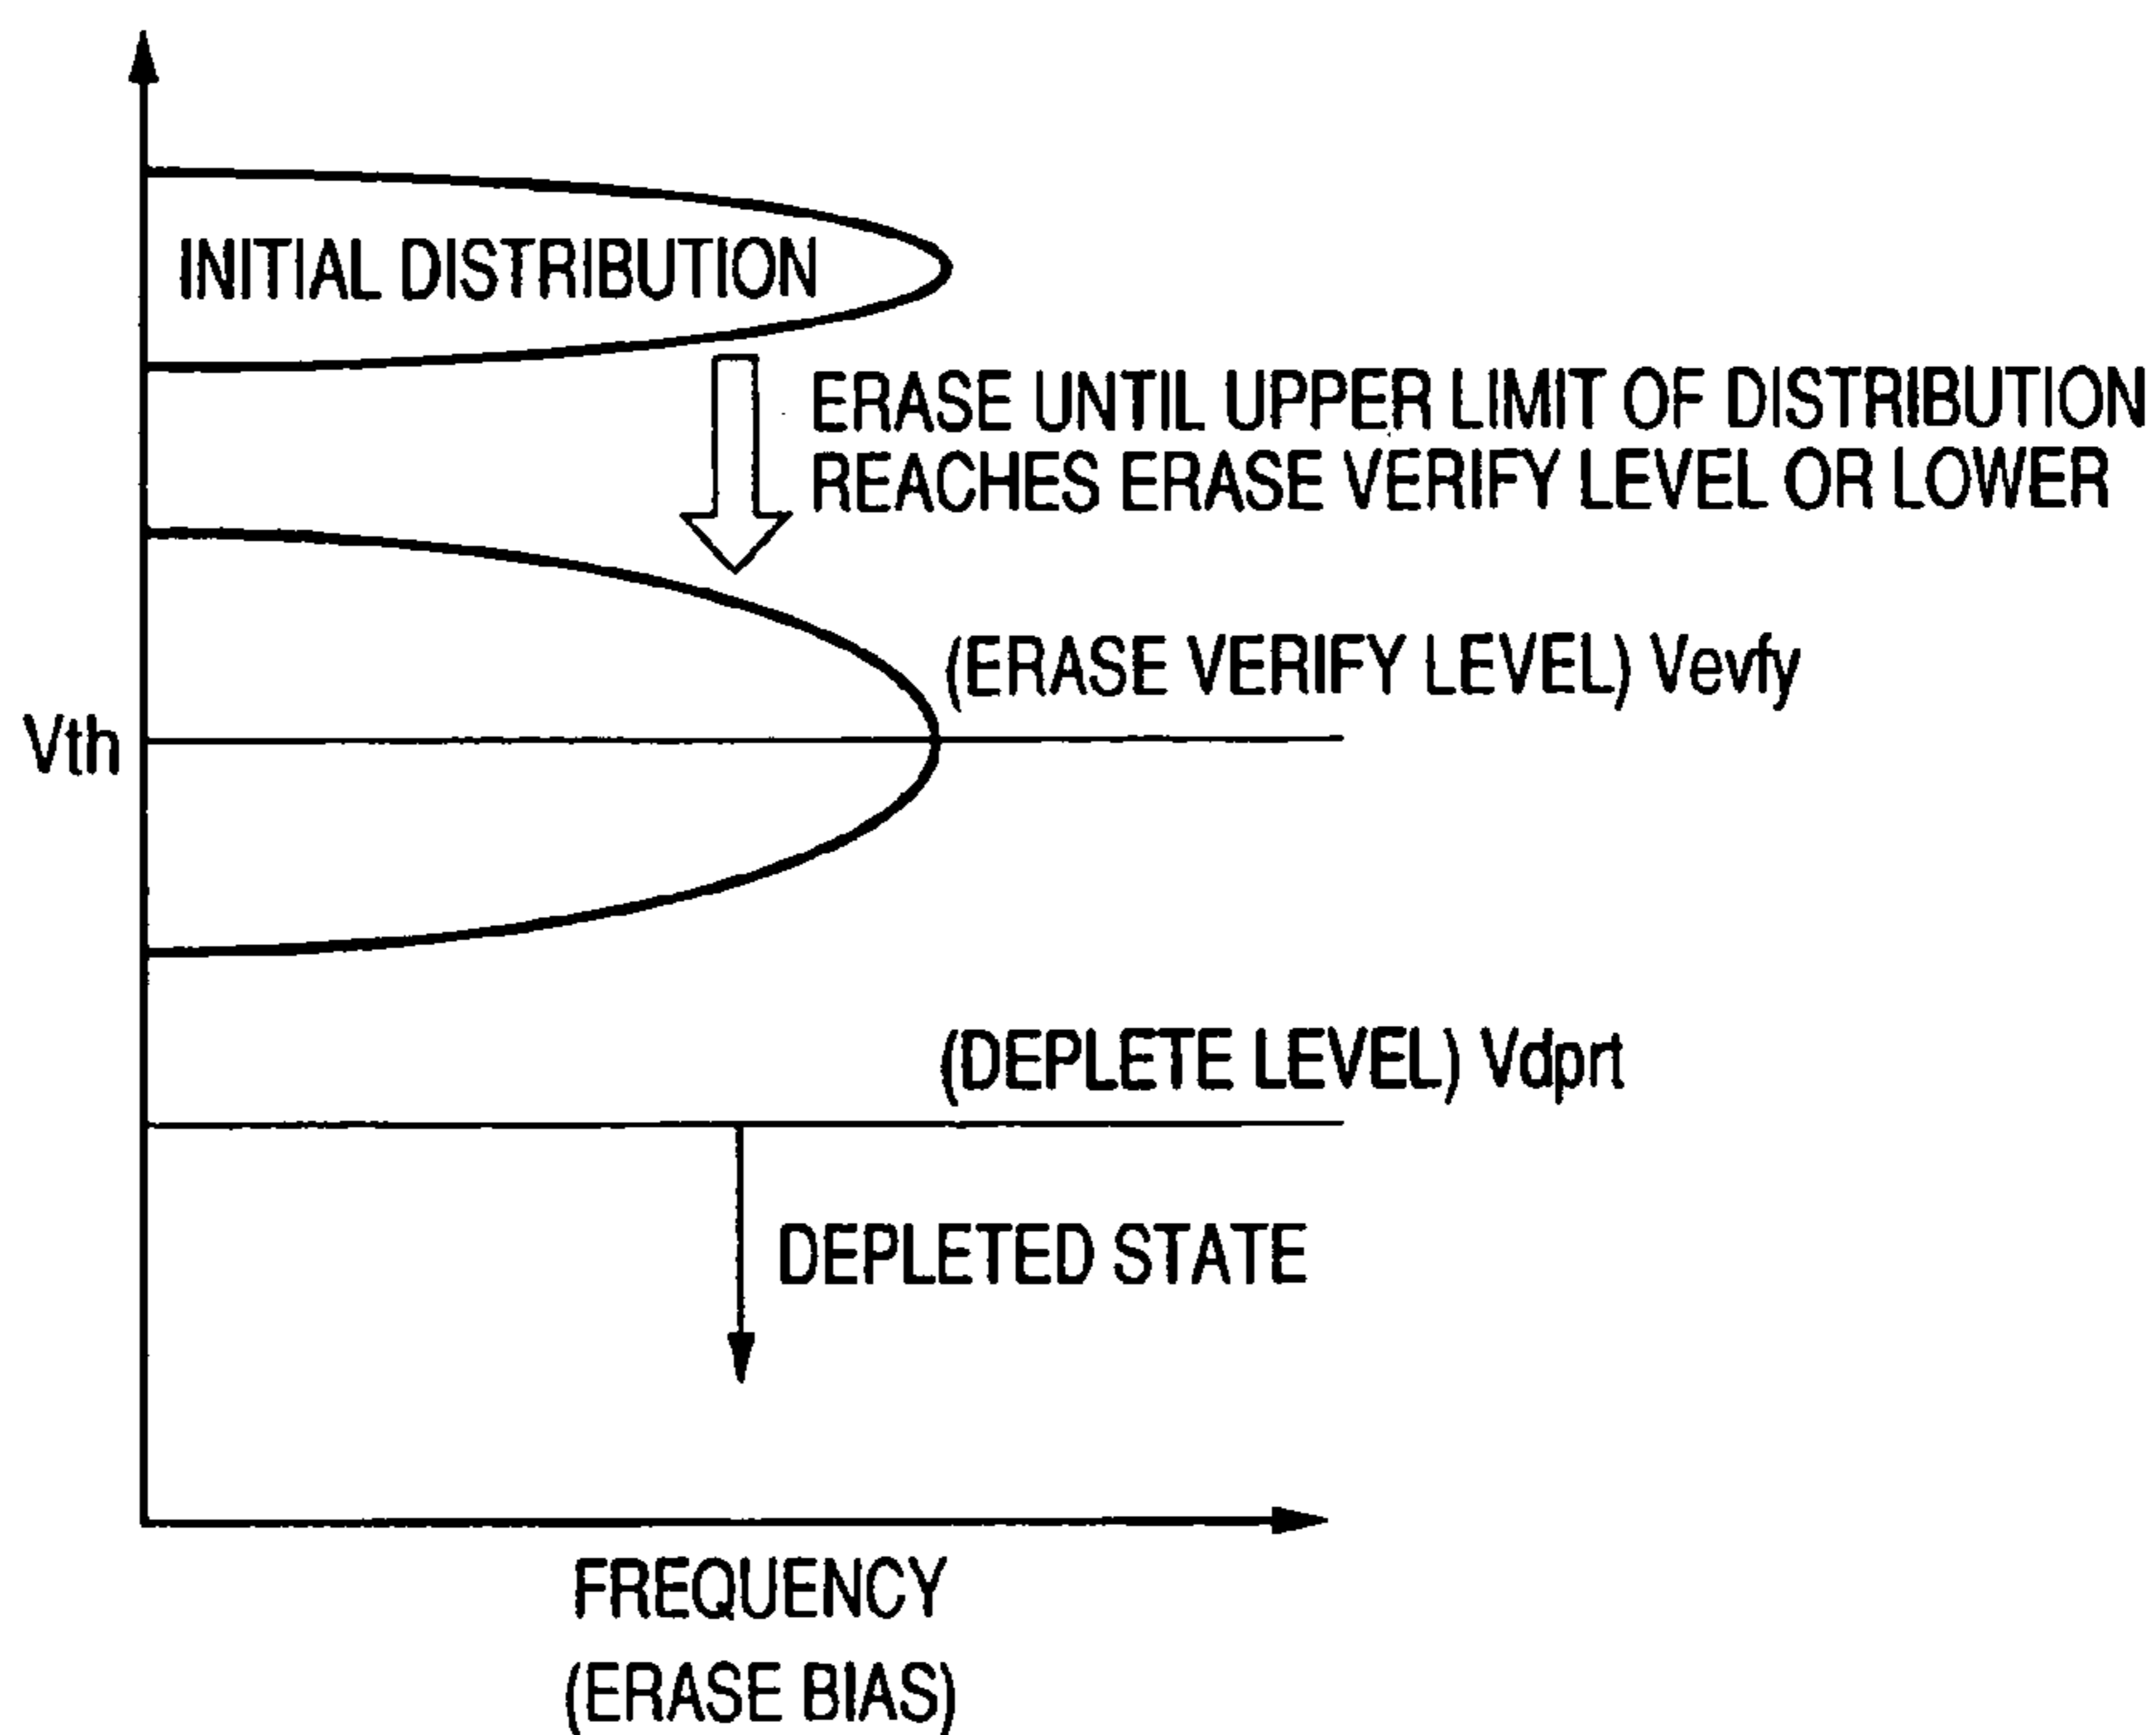 INITIAL DISTRIBUTION
ERASE UNTIL UPPER LIMIT OF DISTRIBUTION
REACHES ERASE VERIFY LEVEL OR LOWER
(ERASE VERIFY LEVEL) Vevfy
Vth
(DEPLETE LEVEL) Vdprt
DEPLETED STATE
FREQUENCY
(ERASE BIAS)